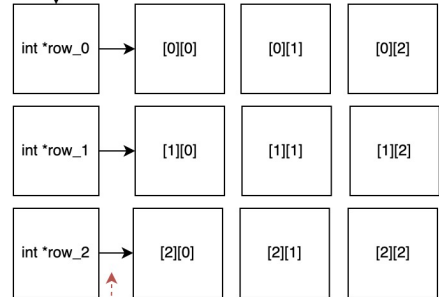 int *row_0 [0][0] [0][1] [0][2]
int *row_1 [1][0] [1][1] [1][2]
int *row_2 [2][0] [2][1] [2][2]